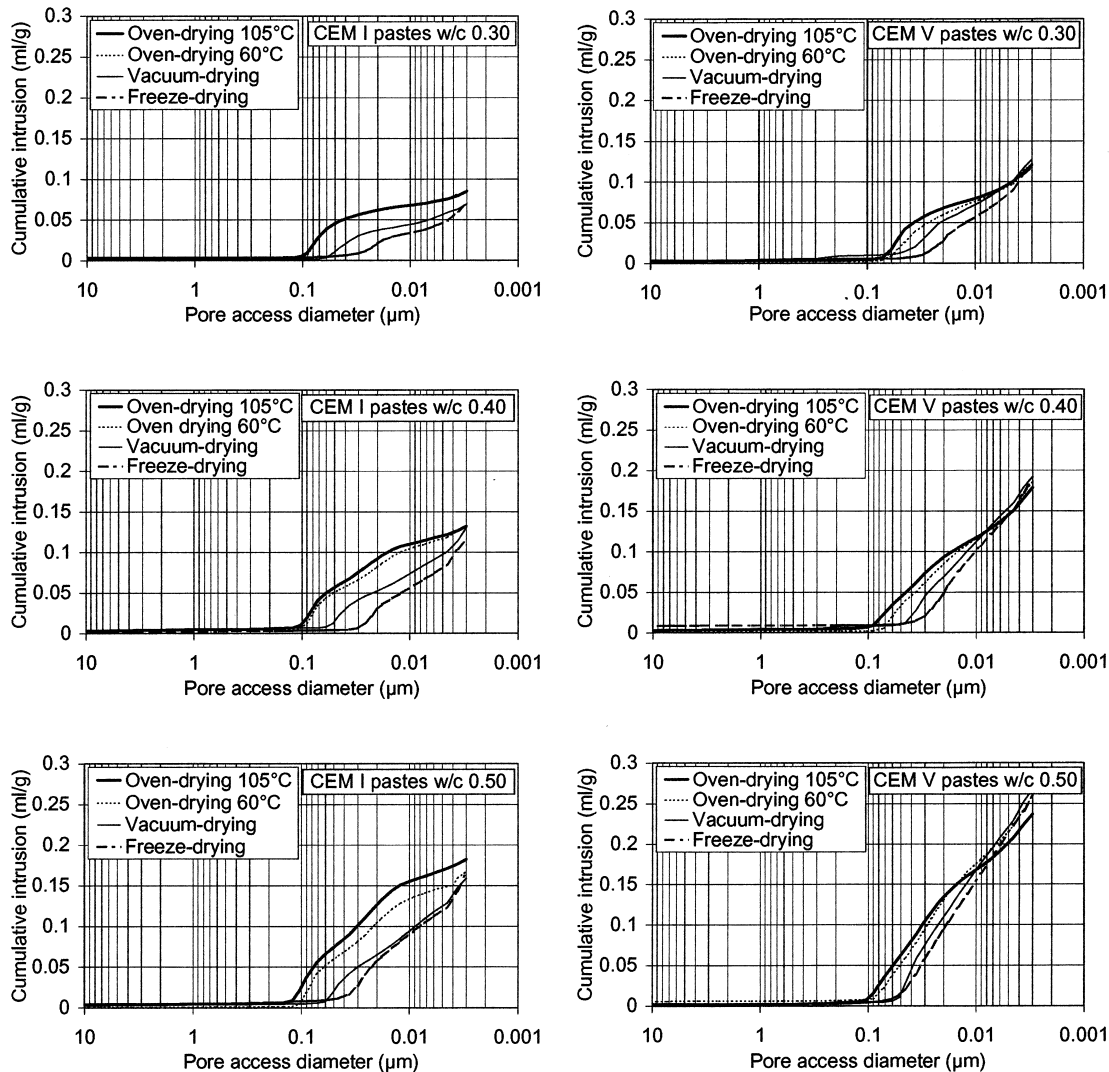 0.3
Oven-drying 105°C
CEM I pastes w/c 0.30
Oven-drying 60°C
0.25
Vacuum-drying
0.2
Freeze-drying
0.15
0.1
0.05
0
Cumulative intrusion (ml/g)
10 1 0.1 0.01 0.001
Pore access diameter (µm)
0.3
Oven-drying 105°C
CEM V pastes w/c 0.30
Oven-drying 60°C
0.25
Vacuum-drying
0.2
Freeze-drying
0.15
0.1
0.05
0
Cumulative intrusion (ml/g)
10 1 0.1 0.01 0.001
Pore access diameter (µm)
0.3
Oven-drying 105°C
CEM I pastes w/c 0.40
Oven drying 60°C
0.25
Vacuum-drying
0.2
Freeze-drying
0.15
0.1
0.05
0
Cumulative intrusion (ml/g)
10 1 0.1 0.01 0.001
Pore access diameter (µm)
0.3
Oven-drying 105°C
CEM V pastes w/c 0.40
Oven-drying 60°C
0.25
Vacuum-drying
0.2
Freeze-drying
0.15
0.1
0.05
0
Cumulative intrusion (ml/g)
10 1 0.1 0.01 0.001
Pore access diameter (µm)
0.3
Oven-drying 105°C
CEM I pastes w/c 0.50
Oven-drying 60°C
0.25
Vacuum-drying
0.2
Freeze-drying
0.15
0.1
0.05
0
Cumulative intrusion (ml/g)
10 1 0.1 0.01 0.001
Pore access diameter (µm)
0.3
Oven-drying 105°C
CEM V pastes w/c 0.50
Oven-drying 60°C
0.25
Vacuum-drying
0.2
Freeze-drying
0.15
0.1
0.05
0
Cumulative intrusion (ml/g)
10 1 0.1 0.01 0.001
Pore access diameter (µm)